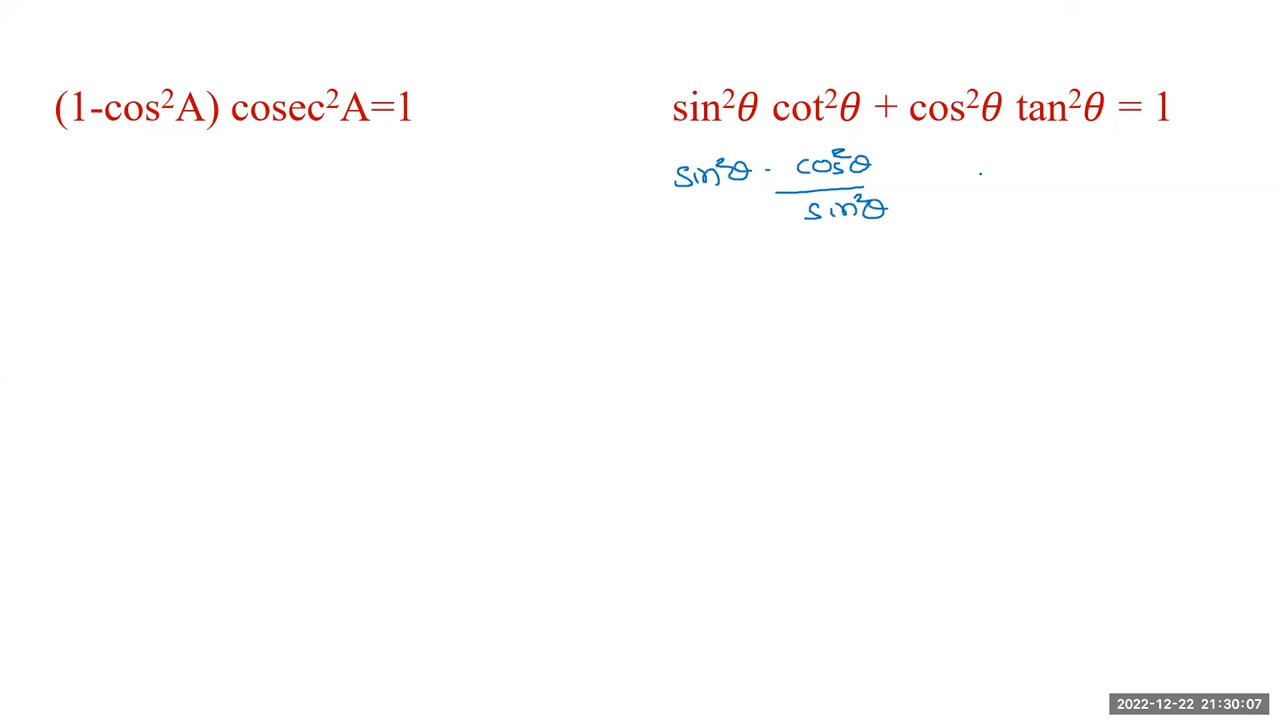 (1-cos²A) cosec²A=1
sin²θ cot²θ + cos²θ tan²θ = 1
sin²θ · cos²θ
sin²θ
2022-12-22 21:30:07